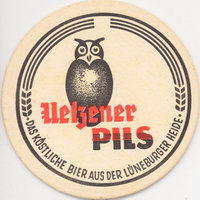 Uelzener
PILS
DAS KÖSTLICHE BIER AUS DER LÜNEBURGER HEIDE